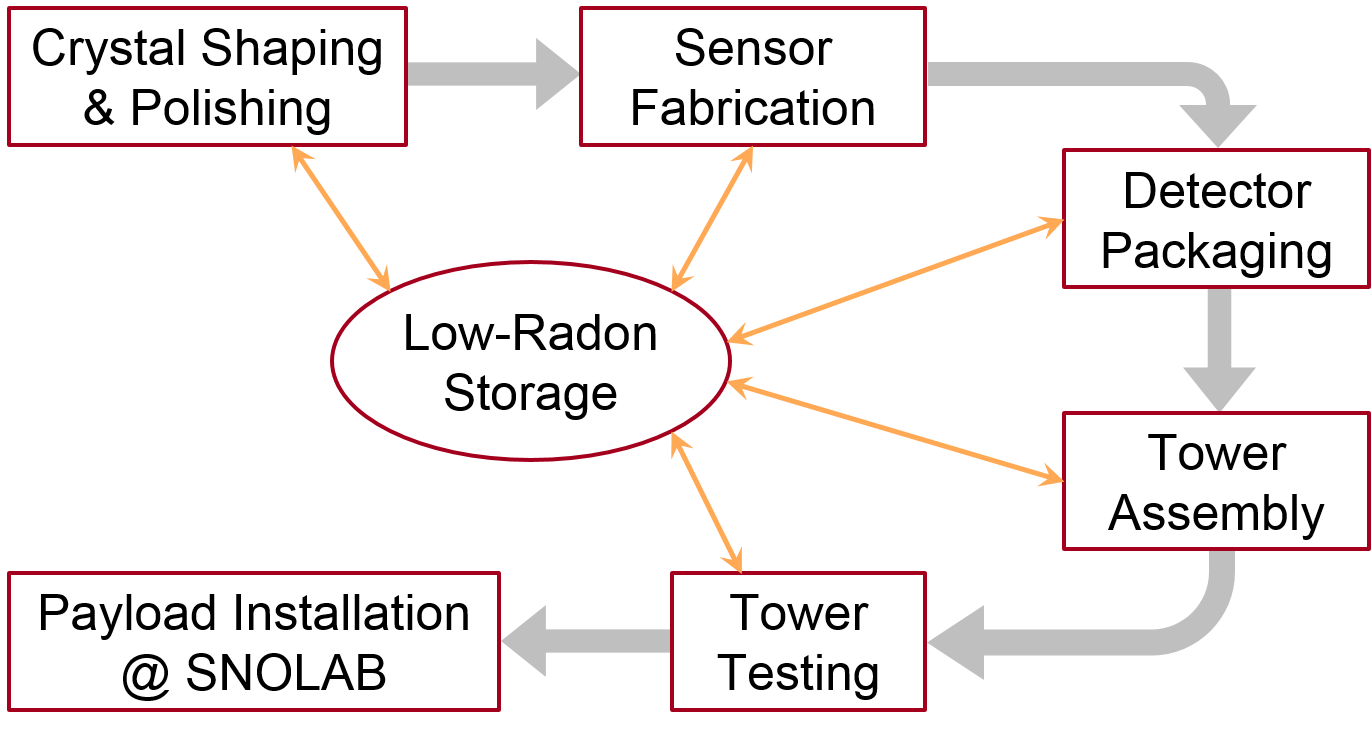 Crystal Shaping
& Polishing
Sensor
Fabrication
Detector
Packaging
Low-Radon
Storage
Tower
Assembly
Tower
Testing
Payload Installation
@ SNOLAB